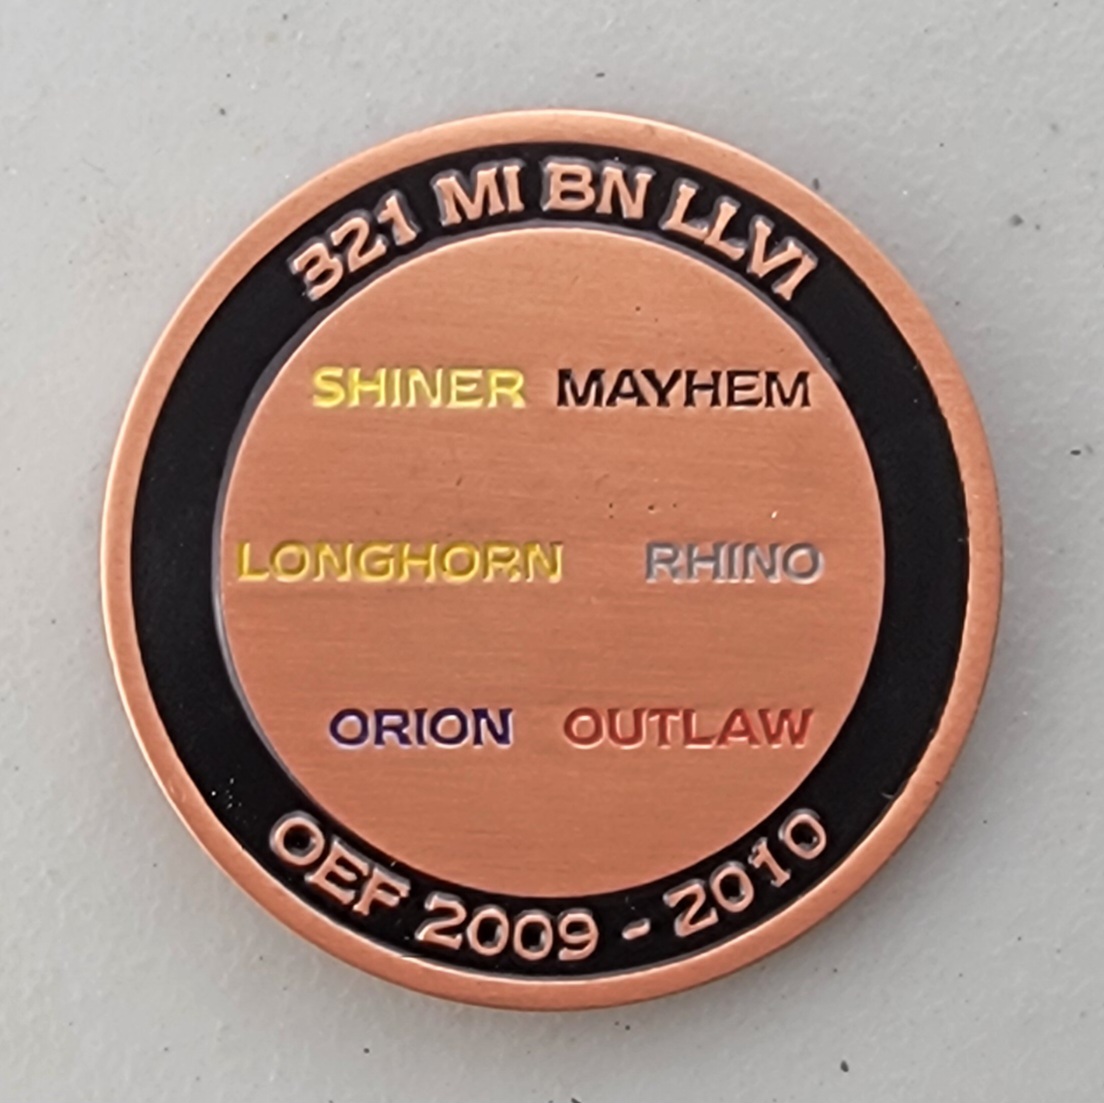 321 MI BN LLVI
SHINER MAYHEM
LONGHORN RHINO
ORION OUTLAW
OEF 2009 - 2010